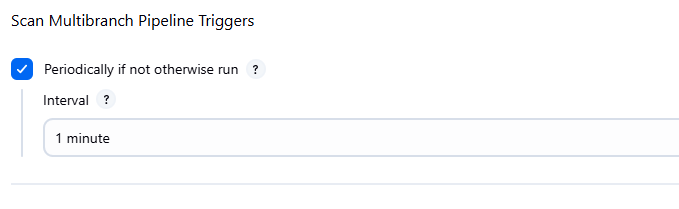 Scan Multibranch Pipeline Triggers
Periodically if not otherwise run ?
Interval ?
1 minute